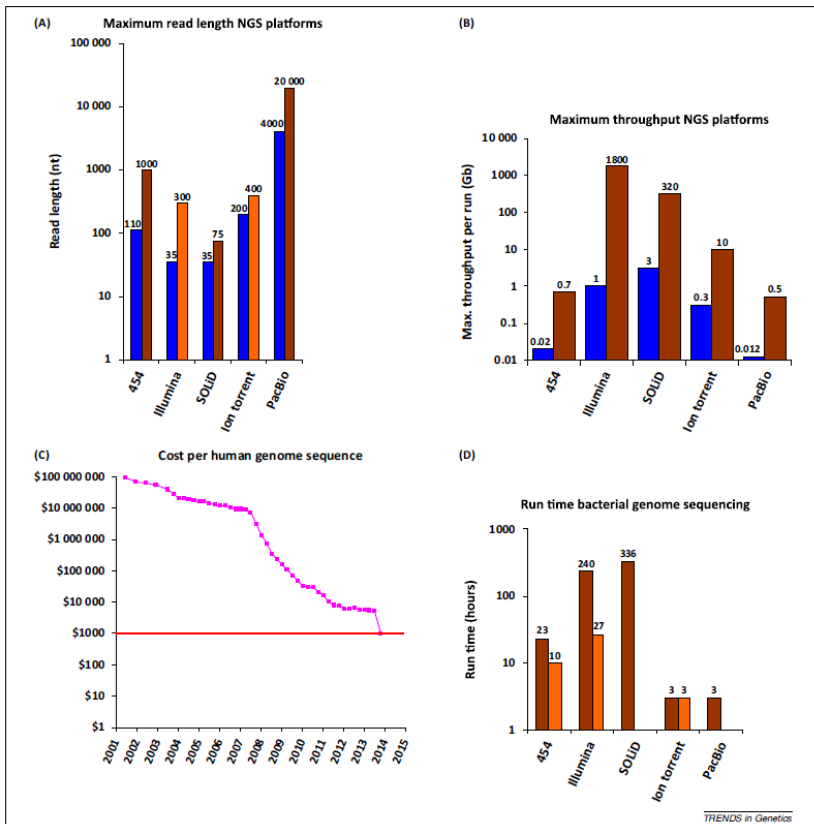 (A)
Maximum read length NGS platforms
100 000
10 000
1000
100
10
1
Read length (nt)
110
1000
35
300
35
75
200
400
4000
20 000
454
Illumina
SOLiD
Ion torrent
PacBio
(B)
Maximum throughput NGS platforms
10 000
1000
100
10
1
0.1
0.01
Max. throughput per run (Gb)
0.02
0.7
1
1800
3
320
0.3
10
0.012
0.5
454
Illumina
SOLiD
Ion torrent
PacBio
(C)
Cost per human genome sequence
$100 000 000
$10 000 000
$1 000 000
$100 000
$10 000
$1000
$100
$10
$1
2001
2002
2003
2004
2005
2006
2007
2008
2009
2010
2011
2012
2013
2014
2015
(D)
Run time bacterial genome sequencing
1000
100
10
1
Run time (hours)
23
10
240
27
336
3
3
3
454
Illumina
SOLiD
Ion torrent
PacBio
TRENDS in Genetics